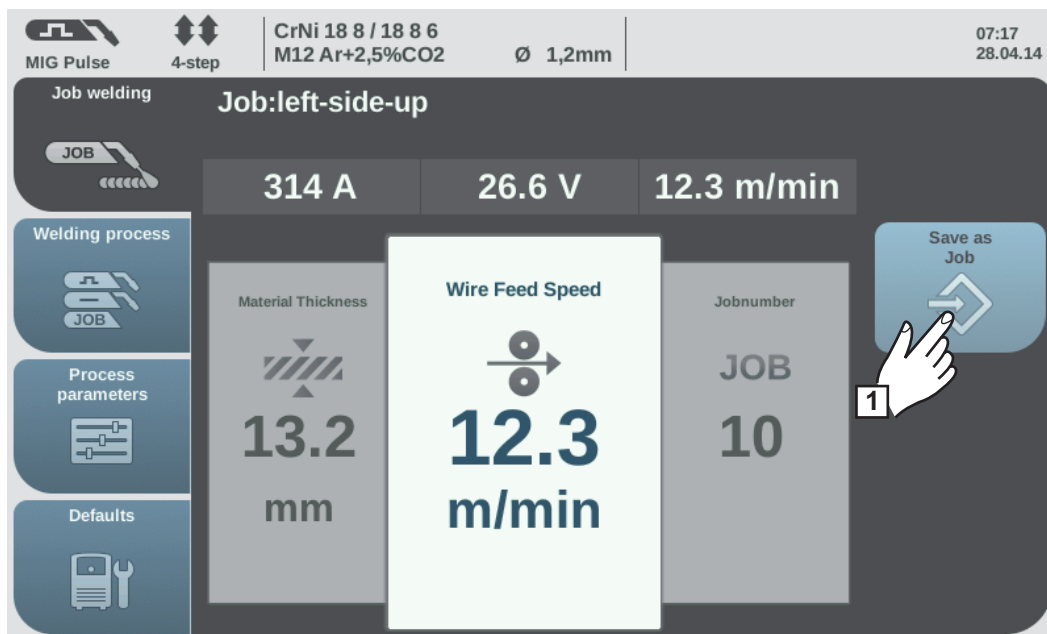 MIG Pulse
4-step
CrNi 18 8 / 18 8 6
M12 Ar+2,5%CO2 Ø 1,2mm
07:17
28.04.14
Job welding
JOB
Job:left-side-up
314 A 26.6 V 12.3 m/min
Welding process
JOB
Process
parameters
Defaults
Material Thickness
13.2
mm
Wire Feed Speed
12.3
m/min
Jobnumber
JOB
10
Save as
Job
1